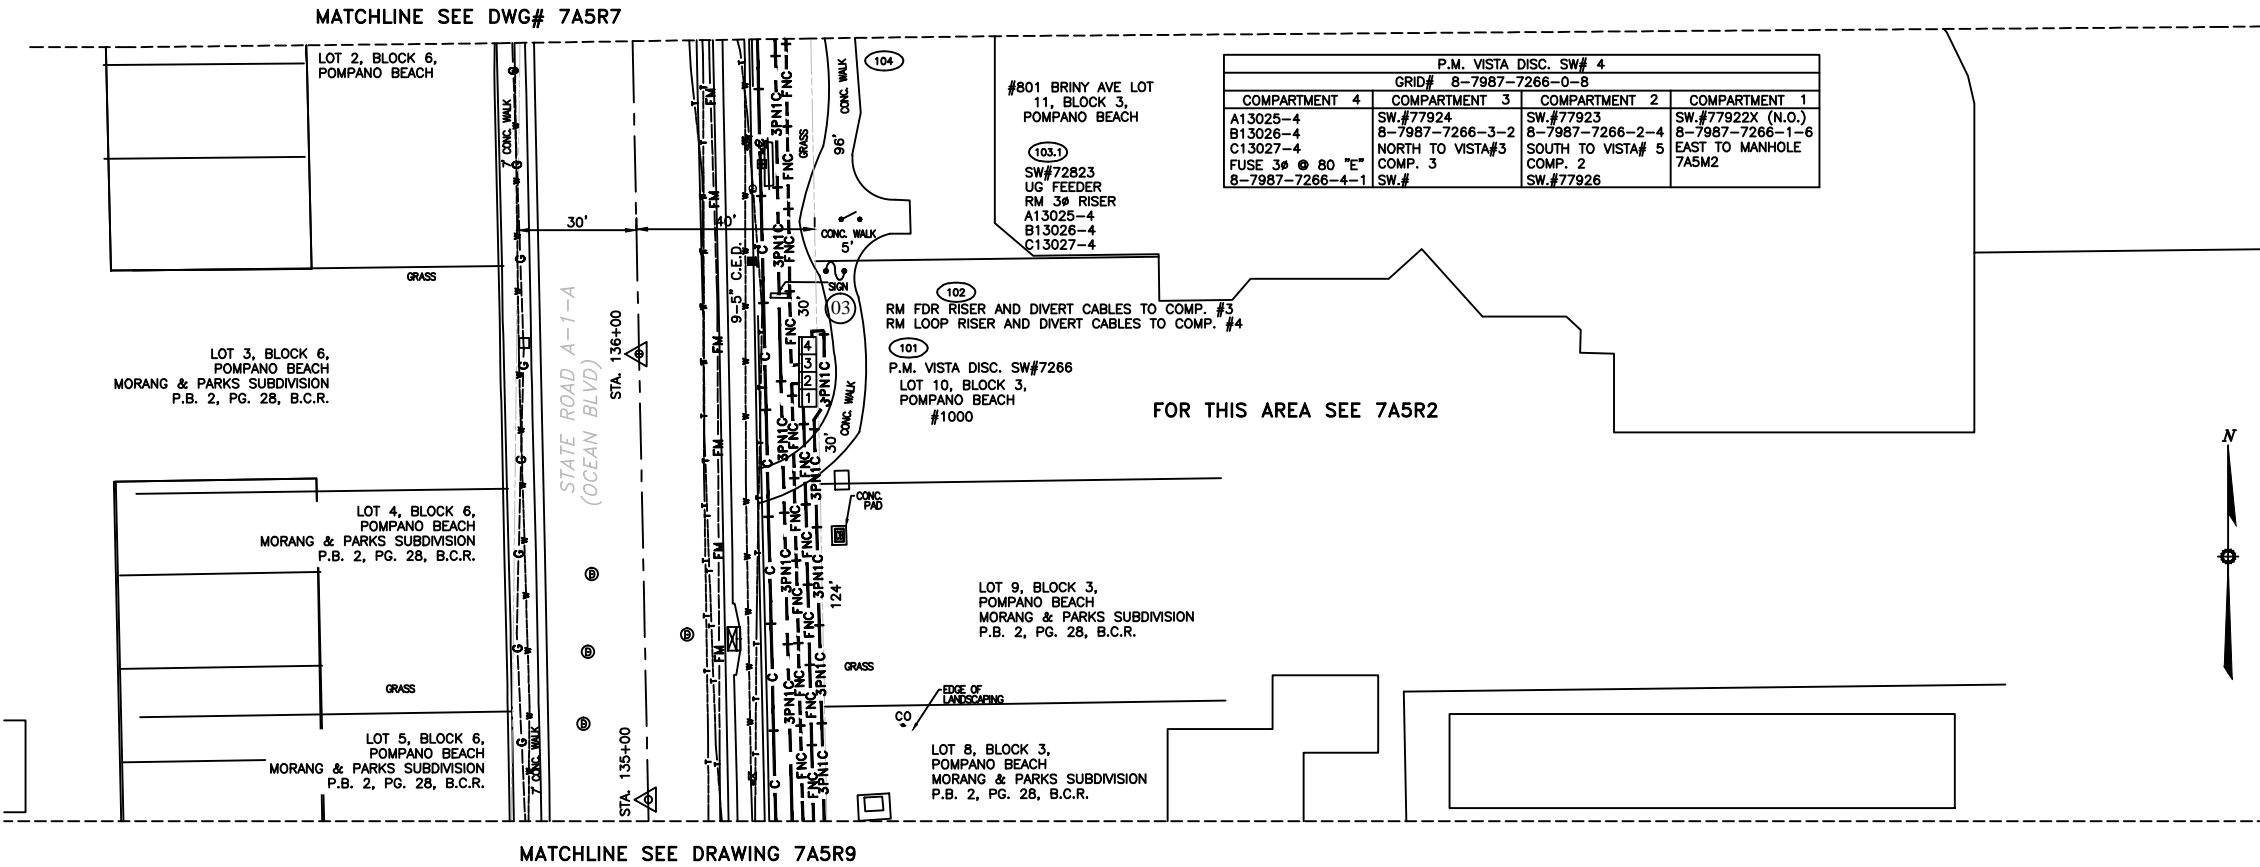 MATCHLINE SEE DWG# 7A5R7
LOT 2, BLOCK 6,
POMPANO BEACH
7' CONC. WALK
104
CONC. WALK
GRASS
96'
#801 BRINY AVE LOT
11, BLOCK 3,
POMPANO BEACH
103.1
SW#72823
UG FEEDER
RM 3ø RISER
A13025-4
B13026-4
C13027-4
P.M. VISTA DISC. SW# 4
GRID# 8-7987-7266-0-8
COMPARTMENT 4 COMPARTMENT 3 COMPARTMENT 2 COMPARTMENT 1
A13025-4 SW.#77924 SW.#77923 SW.#77922X (N.O.)
B13026-4 8-7987-7266-3-2 8-7987-7266-2-4 8-7987-7266-1-6
C13027-4 NORTH TO VISTA#3 SOUTH TO VISTA# 5 EAST TO MANHOLE
FUSE 3ø @ 80 "E" COMP. 3 COMP. 2 7A5M2
8-7987-7266-4-1 SW.# SW.#77926
30'
40'
CONC. WALK
5'
GRASS
9-5" C.E.D.
SIGN
03
30'
102
RM FDR RISER AND DIVERT CABLES TO COMP. #3
RM LOOP RISER AND DIVERT CABLES TO COMP. #4
101
P.M. VISTA DISC. SW#7266
LOT 10, BLOCK 3,
POMPANO BEACH
#1000
STATE ROAD A-1-A
(OCEAN BLVD)
STA. 136+00
4
3
2
1
LOT 3, BLOCK 6,
POMPANO BEACH
MORANG & PARKS SUBDIVISION
P.B. 2, PG. 28, B.C.R.
CONC. WALK
30'
FOR THIS AREA SEE 7A5R2
N
CONC.
PAD
LOT 4, BLOCK 6,
POMPANO BEACH
MORANG & PARKS SUBDIVISION
P.B. 2, PG. 28, B.C.R.
3PN1C
FNC
FM
C
G
W
T
124'
LOT 9, BLOCK 3,
POMPANO BEACH
MORANG & PARKS SUBDIVISION
P.B. 2, PG. 28, B.C.R.
GRASS
GRASS
EDGE OF
LANDSCAPING
CO
LOT 5, BLOCK 6,
POMPANO BEACH
MORANG & PARKS SUBDIVISION
P.B. 2, PG. 28, B.C.R.
7' CONC. WALK
STA. 135+00
LOT 8, BLOCK 3,
POMPANO BEACH
MORANG & PARKS SUBDIVISION
P.B. 2, PG. 28, B.C.R.
MATCHLINE SEE DRAWING 7A5R9